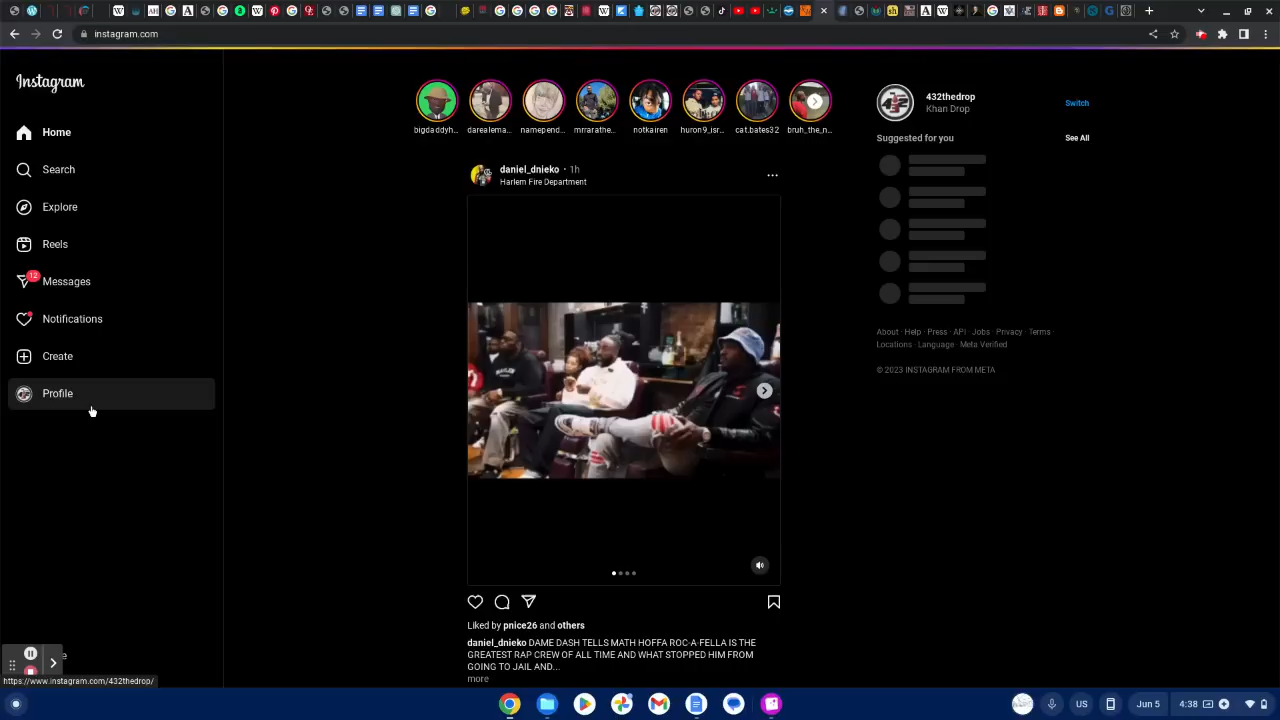 instagram.com
Instagram
Home
Search
Explore
Reels
12
Messages
Notifications
Create
Profile
https://www.instagram.com/432thedrop/
bigdaddyh... darealema... namepend... mrrarathe... notkairen huron9_isr... cat.bates32 bruh_the_n...
daniel_dnieko • 1h
Harlem Fire Department
Liked by pnice26 and others
daniel_dnieko DAME DASH TELLS MATH HOFFA ROC-A-FELLA IS THE
GREATEST RAP CREW OF ALL TIME AND WHAT STOPPED HIM FROM
GOING TO JAIL AND...
more
432thedrop
Khan Drop
Switch
Suggested for you
See All
About · Help · Press · API · Jobs · Privacy · Terms ·
Locations · Language · Meta Verified
© 2023 INSTAGRAM FROM META
US
Jun 5
4:38